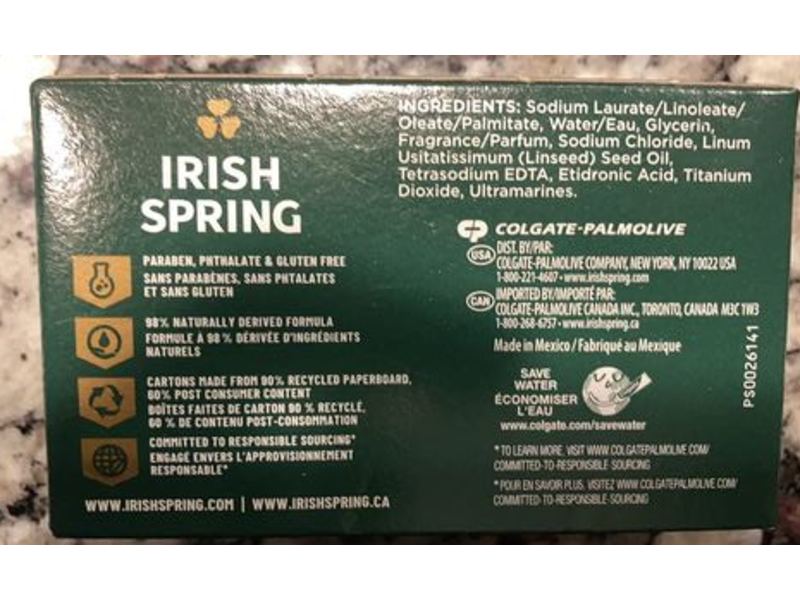 IRISH
SPRING
PARABEN, PHTHALATE & GLUTEN FREE
SANS PARABÈNES, SANS PHTALATES
ET SANS GLUTEN
98% NATURALLY DERIVED FORMULA
FORMULE À 98 % DÉRIVÉE D'INGRÉDIENTS
NATURELS
CARTONS MADE FROM 90% RECYCLED PAPERBOARD,
60% POST CONSUMER CONTENT
BOÎTES FAITES DE CARTON 90 % RECYCLÉ,
60 % DE CONTENU POST-CONSOMMATION
COMMITTED TO RESPONSIBLE SOURCING*
ENGAGÉ ENVERS L'APPROVISIONNEMENT
RESPONSABLE*
WWW.IRISHSPRING.COM | WWW.IRISHSPRING.CA
INGREDIENTS: Sodium Laurate/Linoleate/
Oleate/Palmitate, Water/Eau, Glycerin,
Fragrance/Parfum, Sodium Chloride, Linum
Usitatissimum (Linseed) Seed Oil,
Tetrasodium EDTA, Etidronic Acid, Titanium
Dioxide, Ultramarines.
CP COLGATE-PALMOLIVE
USA DIST. BY/PAR:
COLGATE-PALMOLIVE COMPANY, NEW YORK, NY 10022 USA
1-800-221-4607 • www.irishspring.com
CAN IMPORTED BY/IMPORTÉ PAR:
COLGATE-PALMOLIVE CANADA INC., TORONTO, CANADA M3C 1W3
1-800-268-6757 • www.irishspring.ca
Made in Mexico / Fabriqué au Mexique
SAVE
WATER
ÉCONOMISER
L'EAU
www.colgate.com/savewater
*TO LEARN MORE, VISIT WWW.COLGATEPALMOLIVE.COM/
COMMITTED-TO-RESPONSIBLE-SOURCING
*POUR EN SAVOIR PLUS, VISITEZ WWW.COLGATEPALMOLIVE.COM/
COMMITTED-TO-RESPONSIBLE-SOURCING
PS0026141